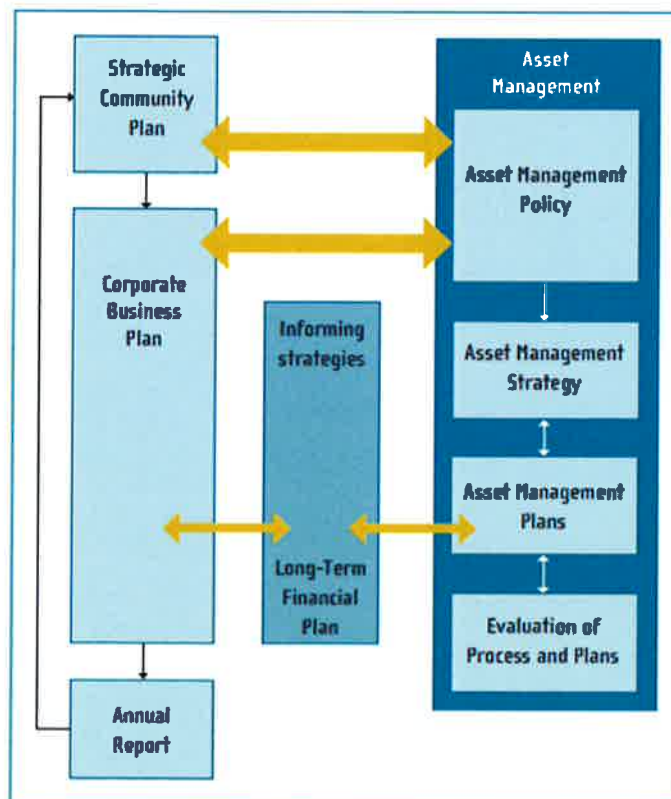 Strategic
Community
Plan
Corporate
Business
Plan
Annual
Report
Informing
strategies
Long-Term
Financial
Plan
Asset
Management
Asset Management
Policy
Asset Management
Strategy
Asset Management
Plans
Evaluation of
Process and Plans